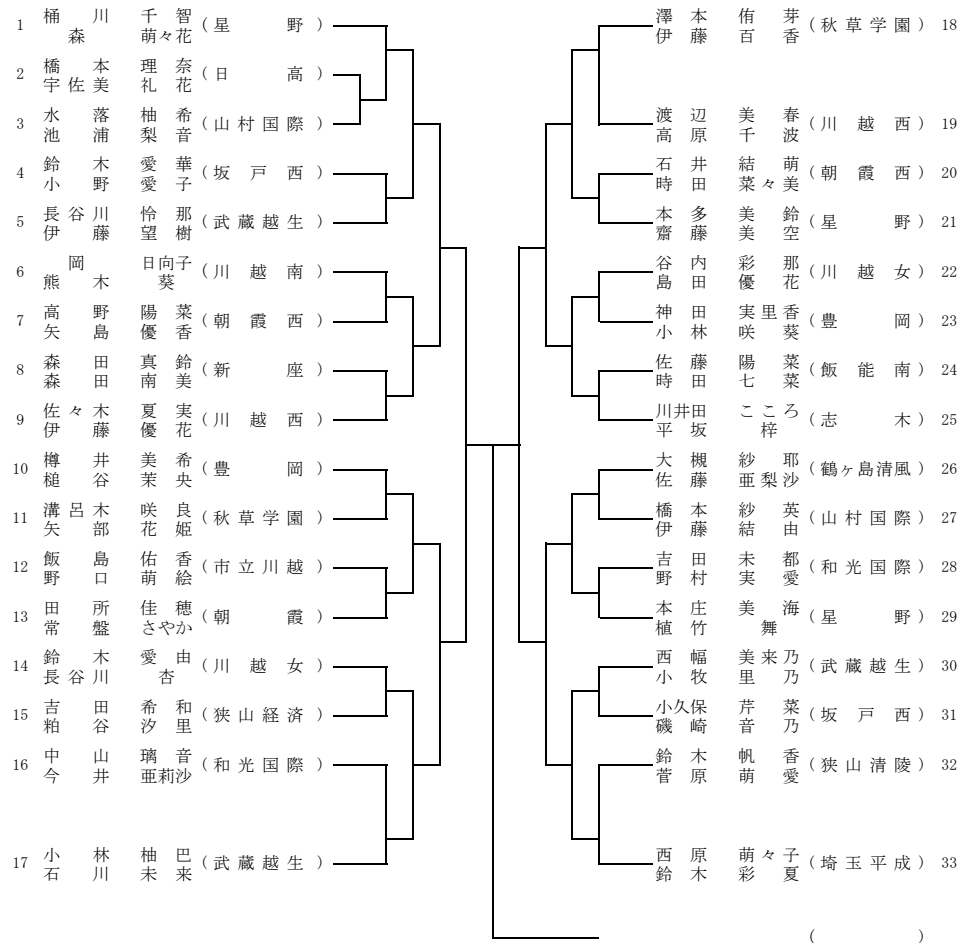 1 桶川千智 (星野)
森萌々花
2 橋本理奈 (日高)
宇佐美礼花
3 水落柚希 (山村国際)
池浦梨音
4 鈴木愛華 (坂戸西)
小野愛子
5 長谷川怜那 (武蔵越生)
伊藤望樹
6 岡日向子 (川越南)
熊木葵
7 高野陽菜 (朝霞西)
矢島優香
8 森田真鈴 (新座)
森田南美
9 佐々木夏実 (川越西)
伊藤優花
10 樽井美希 (豊岡)
槌谷茉央
11 溝呂木咲良 (秋草学園)
矢部花姫
12 飯島佑香 (市立川越)
野口萌絵
13 田所佳穂 (朝霞)
常盤さやか
14 鈴木愛由 (川越女)
長谷川杏
15 吉田希和 (狭山経済)
粕谷汐里
16 中山璃音 (和光国際)
今井亜莉沙
17 小林柚巴 (武蔵越生)
石川未来
澤本侑芽 (秋草学園) 18
伊藤百香
渡辺美春 (川越西) 19
高原千波
石井結萌 (朝霞西) 20
時田菜々美
本多美鈴 (星野) 21
齋藤美空
谷内彩那 (川越女) 22
島田優花
神田実里香 (豊岡) 23
小林咲葵
佐藤陽菜 (飯能南) 24
時田七菜
川井田こころ (志木) 25
平坂梓
大槻紗耶 (鶴ヶ島清風) 26
佐藤亜梨沙
橋本紗英 (山村国際) 27
伊藤結由
吉田未都 (和光国際) 28
野村実愛
本庄美海 (星野) 29
植竹舞
西幅美来乃 (武蔵越生) 30
小牧里乃
小久保芹菜 (坂戸西) 31
磯崎音乃
鈴木帆香 (狭山清陵) 32
菅原萌愛
西原萌々子 (埼玉平成) 33
鈴木彩夏
( )